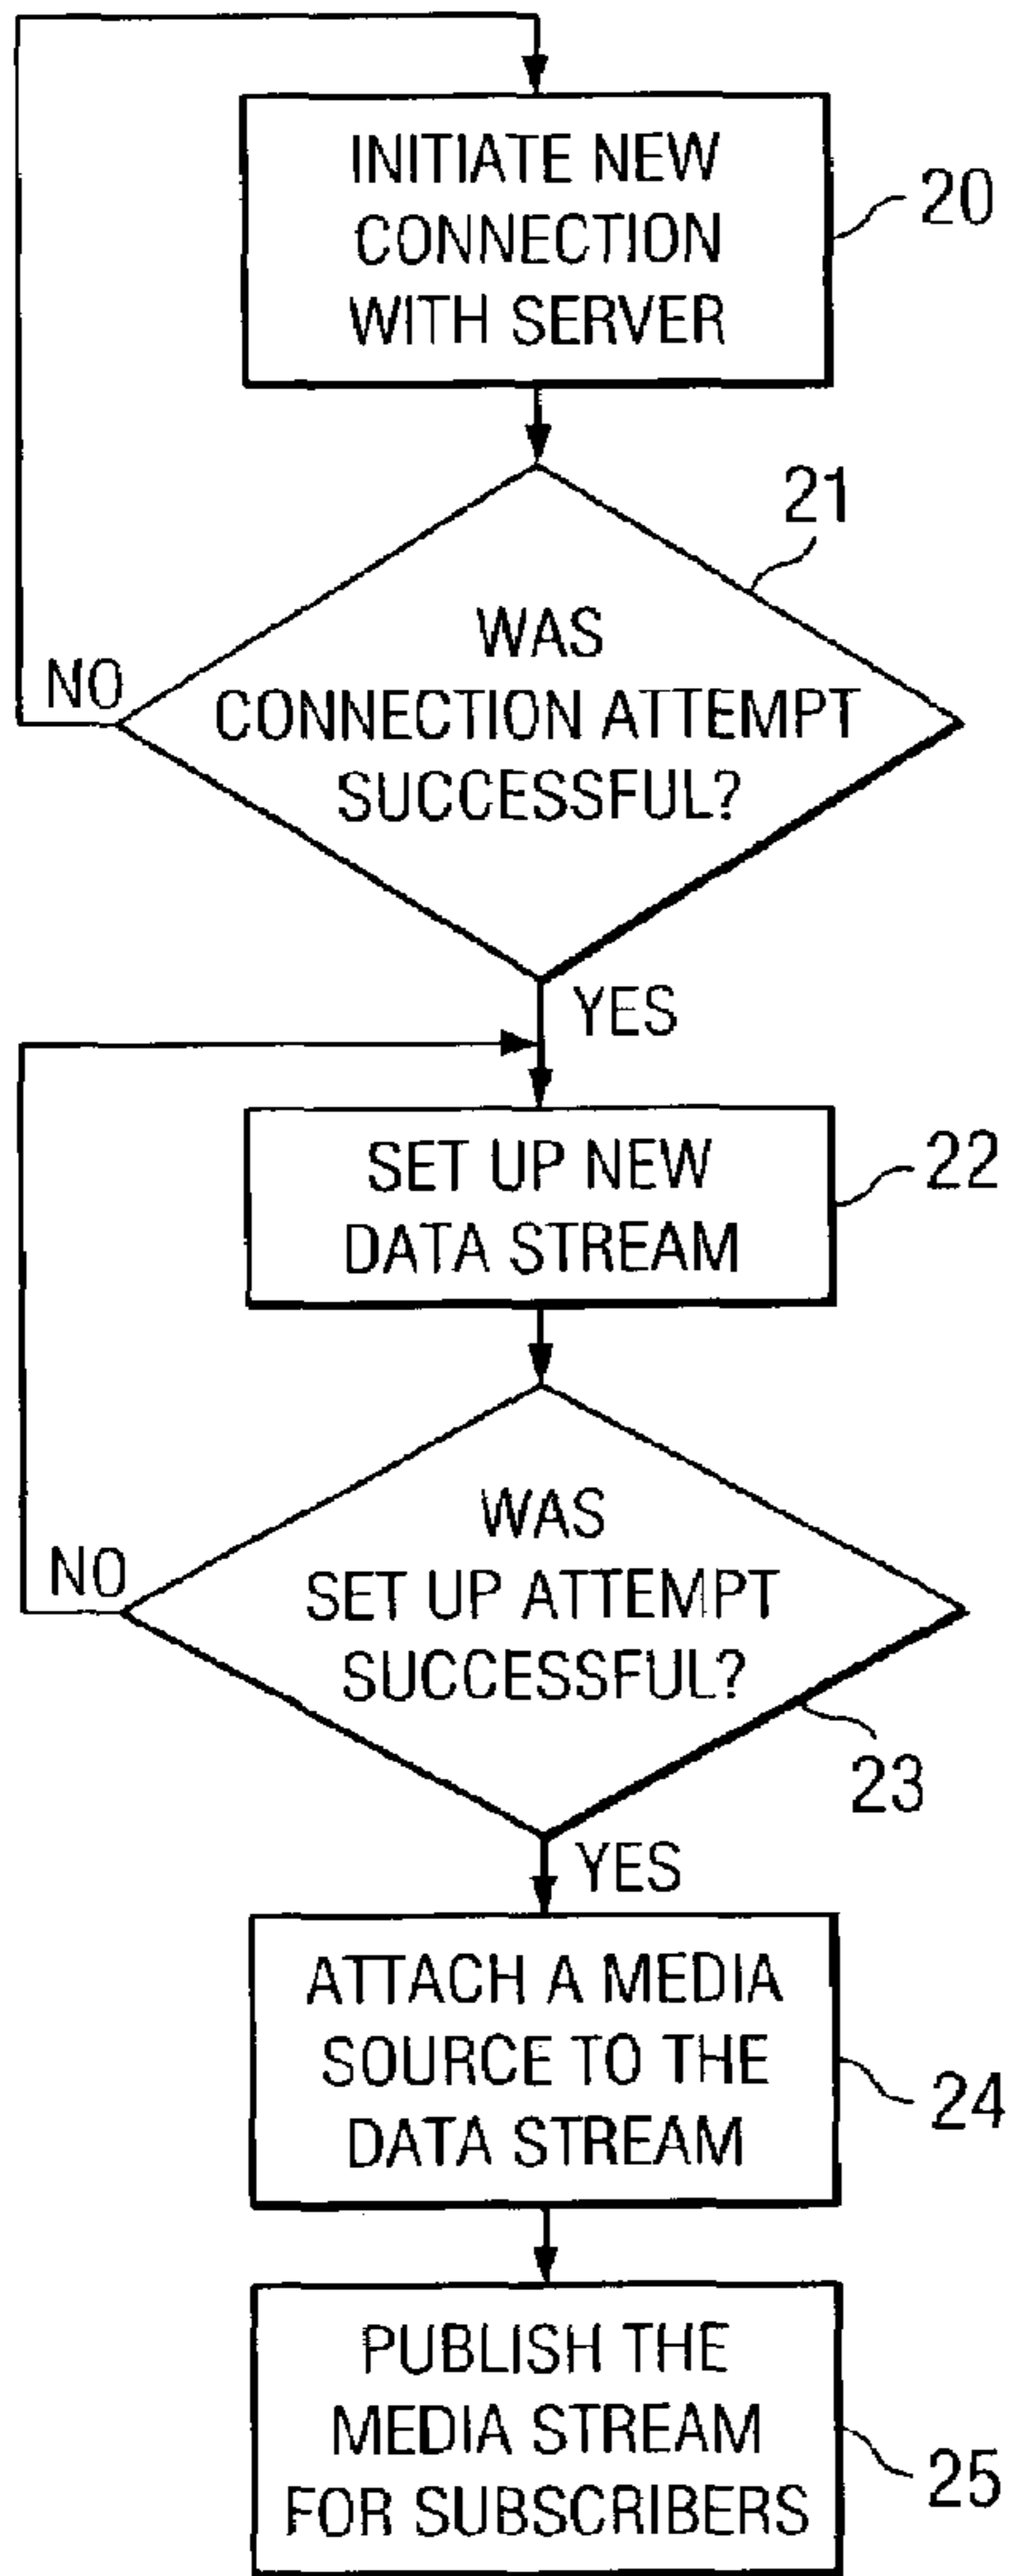 INITIATE NEW
CONNECTION
WITH SERVER
20
21
WAS
CONNECTION ATTEMPT
SUCCESSFUL?
NO
YES
SET UP NEW
DATA STREAM
22
WAS
SET UP ATTEMPT
SUCCESSFUL?
NO
23
YES
ATTACH A MEDIA
SOURCE TO THE
DATA STREAM
24
PUBLISH THE
MEDIA STREAM
FOR SUBSCRIBERS
25